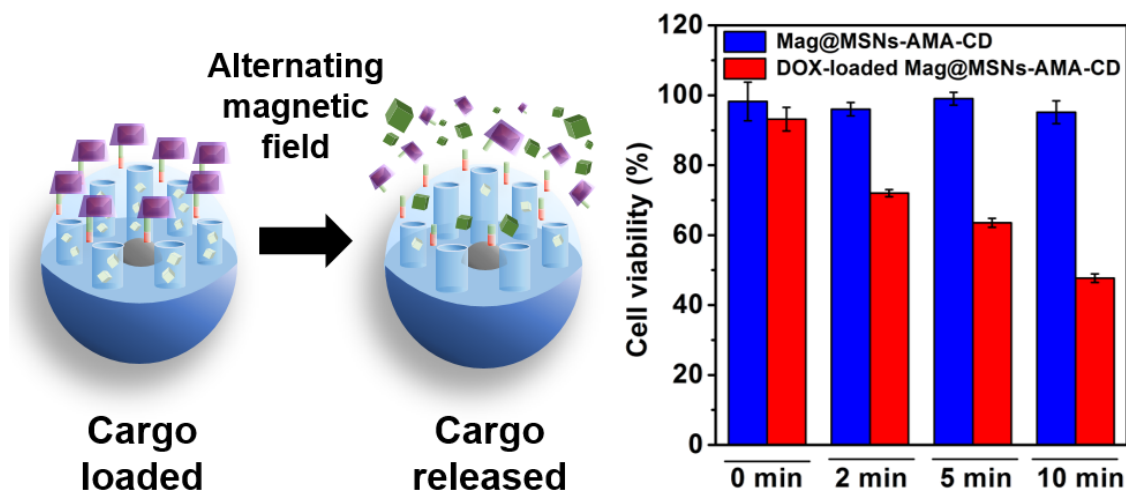 Alternating
magnetic
field
Cargo
loaded
Cargo
released
120
100
80
60
40
20
0
Cell viability (%)
Mag@MSNs-AMA-CD
DOX-loaded Mag@MSNs-AMA-CD
0 min 2 min 5 min 10 min